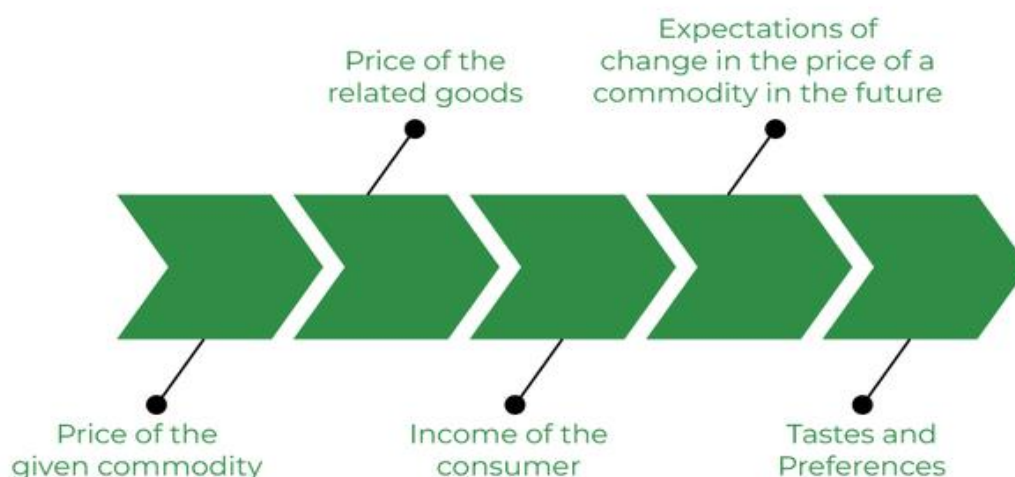 Expectations of
change in the price of a
commodity in the future
Price of the
related goods
Price of the
given commodity
Income of the
consumer
Tastes and
Preferences